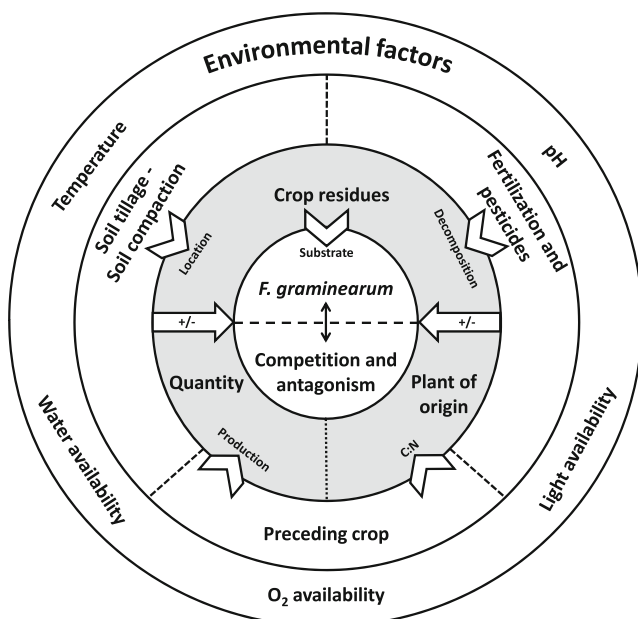 Environmental factors
Temperature
pH
Soil tillage -
Soil compaction
Fertilization and
pesticides
Crop residues
Location
Decomposition
Substrate
F. graminearum
+/-
+/-
Competition and
antagonism
Quantity
Plant of
origin
Production
C:N
Water availability
Light availability
Preceding crop
O₂ availability